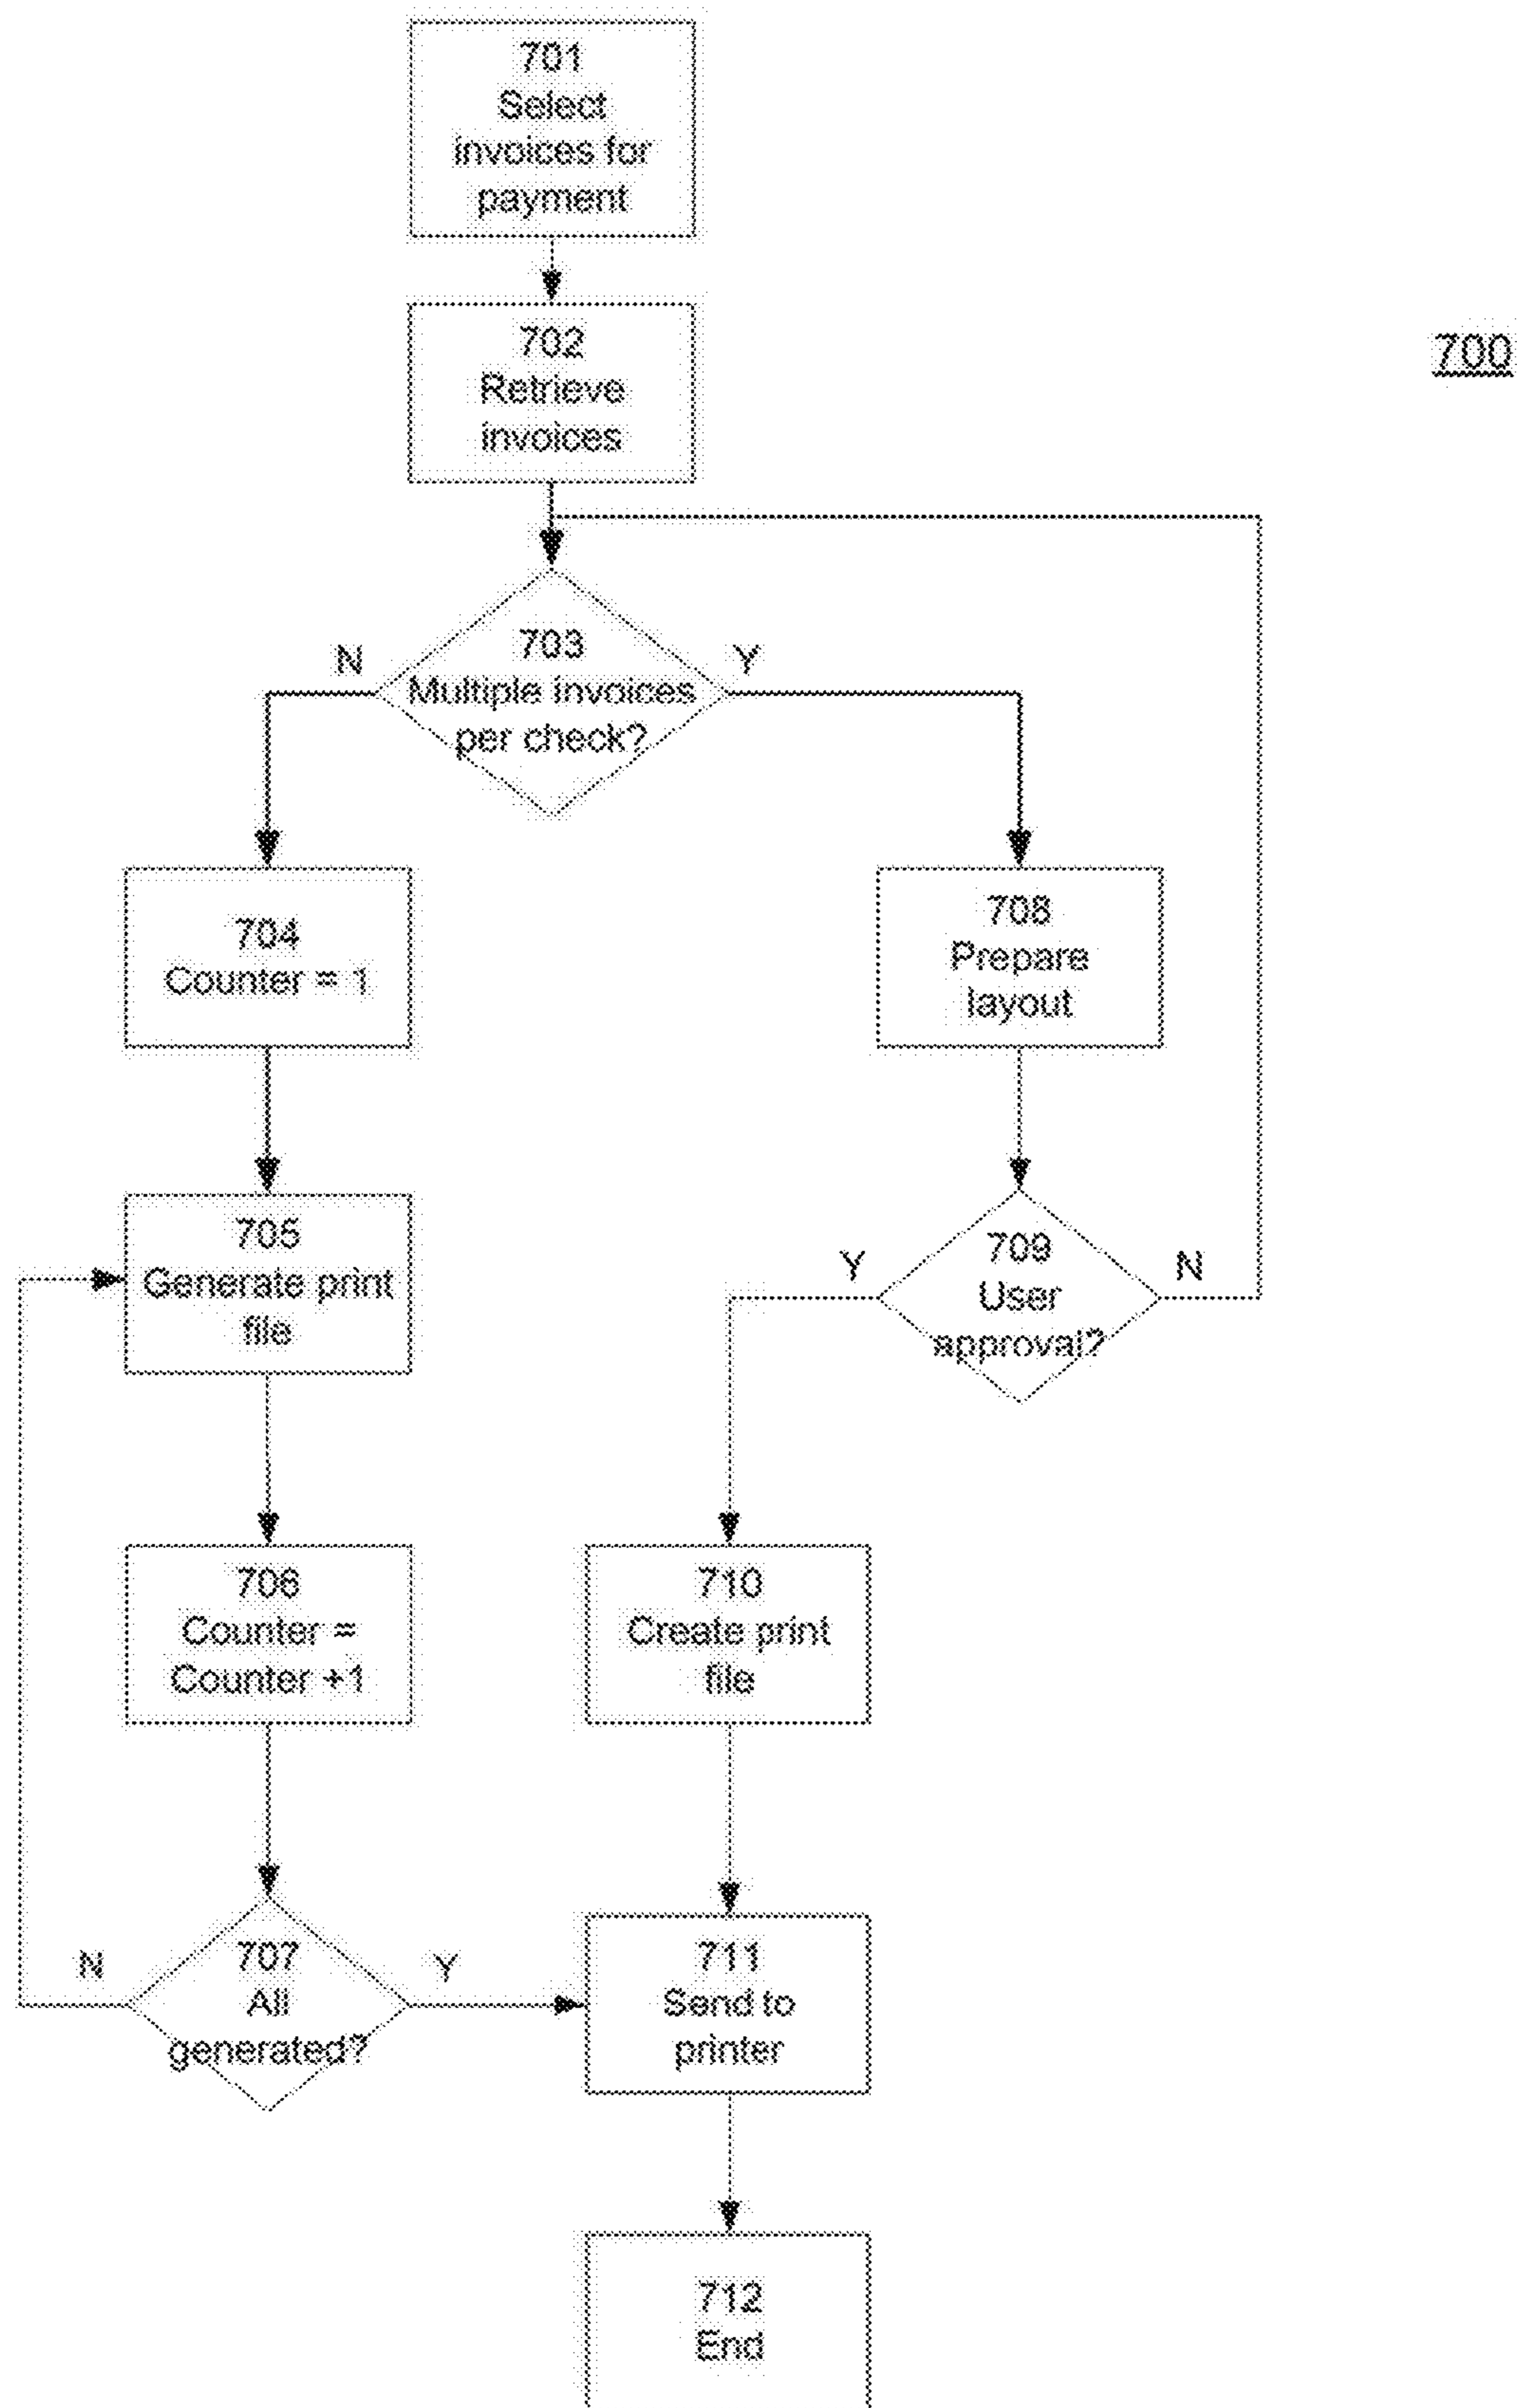 701
Select
invoices for
payment
702
Retrieve
invoices
700
703
Multiple invoices
per check?
N
Y
704
Counter = 1
708
Prepare
layout
705
Generate print
file
709
User
approval?
Y
N
706
Counter =
Counter +1
710
Create print
file
707
All
generated?
N
Y
711
Send to
printer
712
End